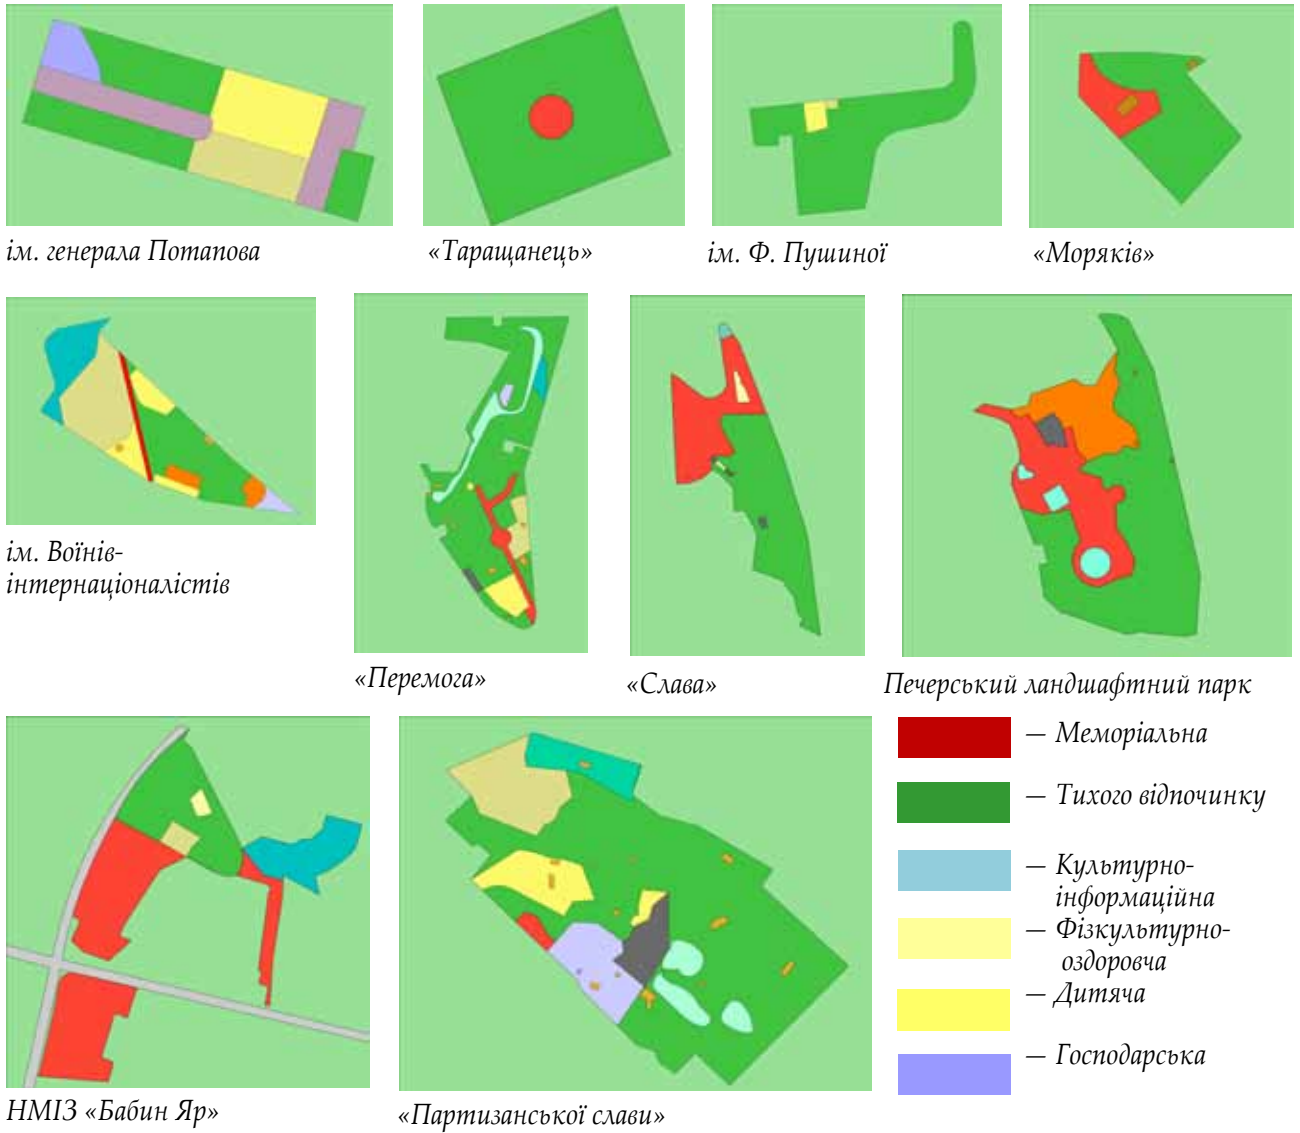 ім. генерала Потапова
«Таращанець»
ім. Ф. Пушиної
«Моряків»
ім. Воїнів-
інтернаціоналістів
«Перемога»
«Слава»
Печерський ландшафтний парк
НМІЗ «Бабин Яр»
«Партизанської слави»
— Меморіальна
— Тихого відпочинку
— Культурно-
інформаційна
— Фізкультурно-
оздоровча
— Дитяча
— Господарська